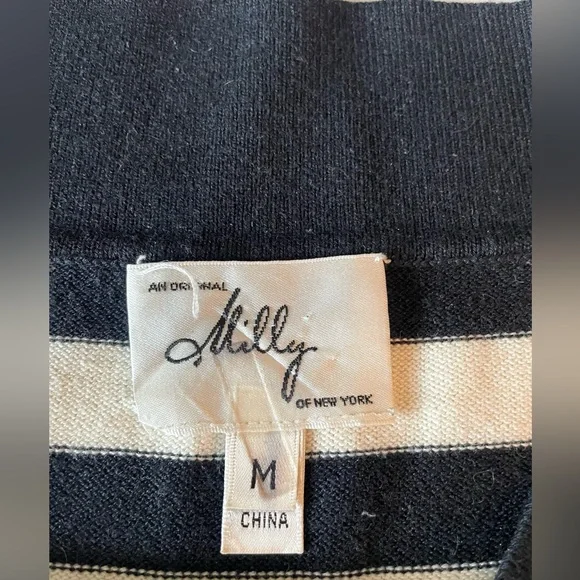 AN ORIGINAL
Milly
OF NEW YORK
M
CHINA